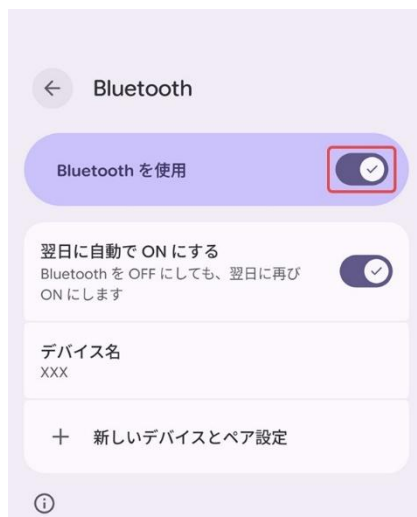 Bluetooth
Bluetooth を使用
翌日に自動で ON にする
Bluetooth を OFF にしても、翌日に再び
ON にします
デバイス名
XXX
新しいデバイスとペア設定